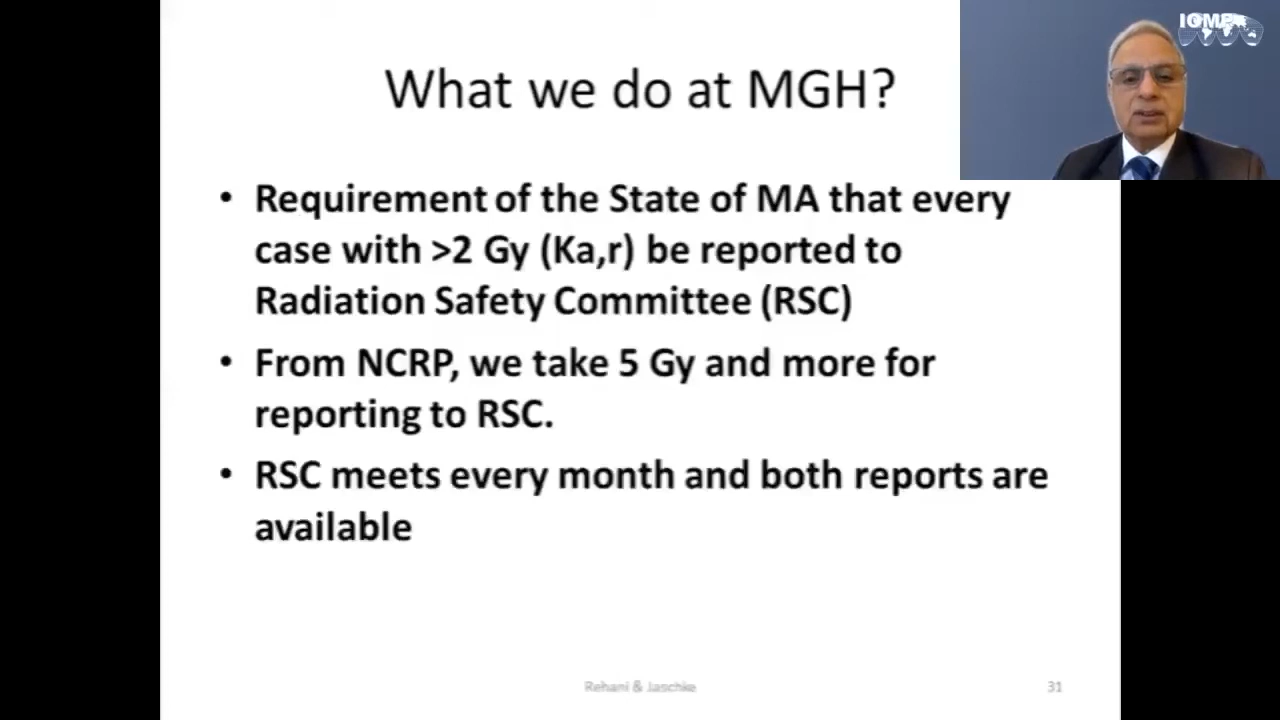 IOMP
What we do at MGH?
• Requirement of the State of MA that every
case with >2 Gy (Ka,r) be reported to
Radiation Safety Committee (RSC)
• From NCRP, we take 5 Gy and more for
reporting to RSC.
• RSC meets every month and both reports are
available
Rehani & Jaschke
31